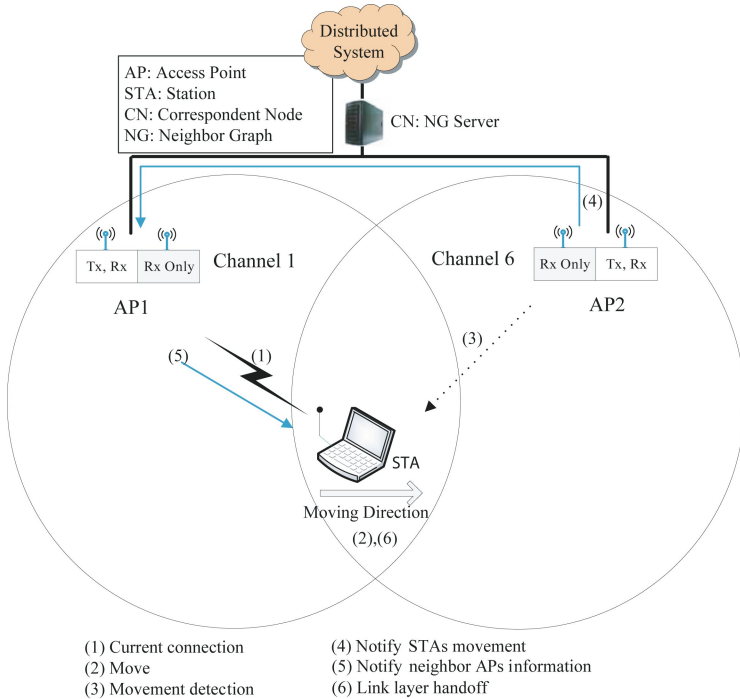 Distributed
System
AP: Access Point
STA: Station
CN: Correspondent Node
NG: Neighbor Graph
CN: NG Server
(4)
Tx, Rx
Rx Only
Channel 1
Channel 6
Rx Only
Tx, Rx
AP1
AP2
(3)
(5)
(1)
STA
Moving Direction
(2),(6)
(1) Current connection
(2) Move
(3) Movement detection
(4) Notify STAs movement
(5) Notify neighbor APs information
(6) Link layer handoff